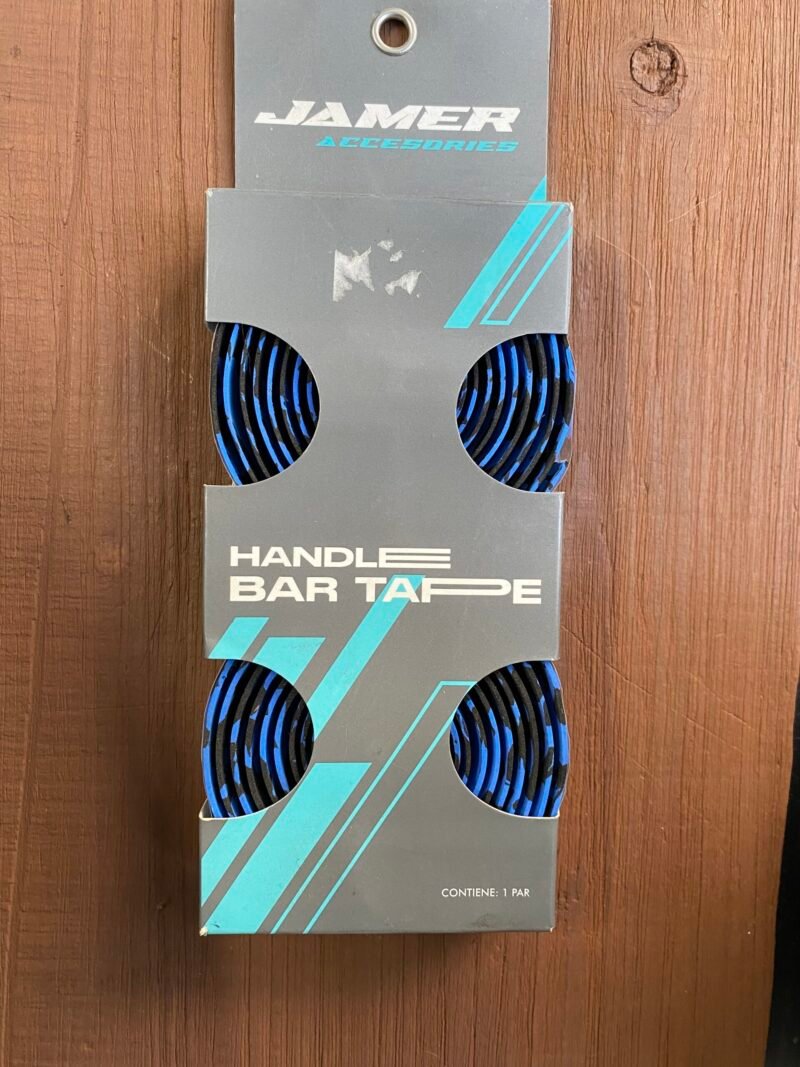 JAMER
ACCESORIES
HANDLE
BAR TAPE
CONTIENE: 1 PAR